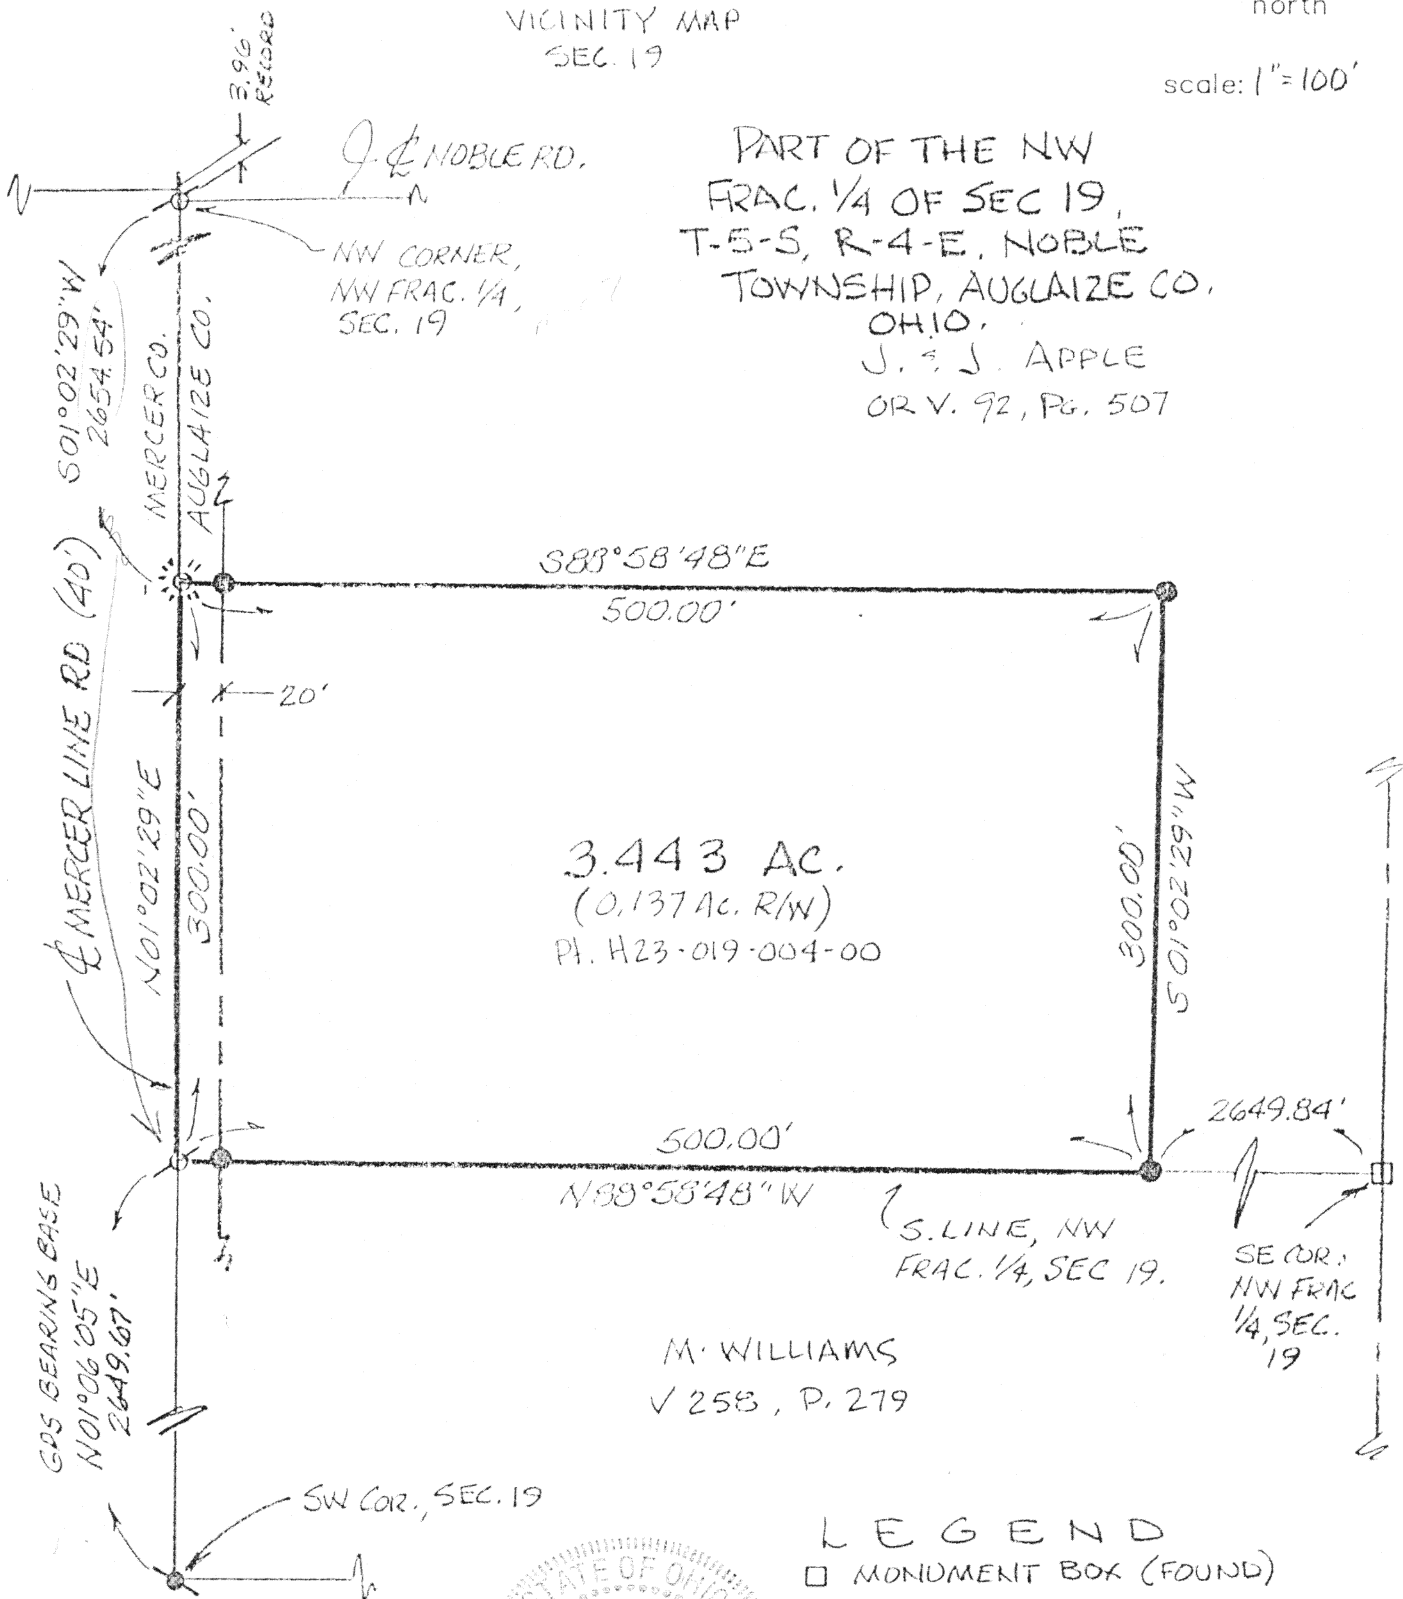 VICINITY MAP
SEC. 19
north
scale: 1"=100'
3.96'
RECORD
℄ NOBLE RD.
PART OF THE NW
FRAC. 1/4 OF SEC 19,
T-5-S, R-4-E, NOBLE
TOWNSHIP, AUGLAIZE CO.
OHIO.
J. & J. APPLE
OR V. 92, PG. 507
NW CORNER,
NW FRAC. 1/4,
SEC. 19
S01°02'29"W
2654.54'
MERCER CO.
AUGLAIZE CO.
S88°58'48"E
500.00'
℄ MERCER LINE RD (40')
20'
N01°02'29"E
300.00'
3.443 AC.
(0.137 AC. R/W)
Pt. H23-019-004-00
300.00'
S01°02'29"W
500.00'
N88°58'48"W
2649.84'
S. LINE, NW
FRAC. 1/4, SEC 19.
SE COR.
NW FRAC
1/4, SEC.
19
GPS BEARING BASE
N01°06'05"E
2649.67'
M. WILLIAMS
V 258, P. 279
SW COR., SEC. 19
STATE OF OHIO
LEGEND
□ MONUMENT BOX (FOUND)